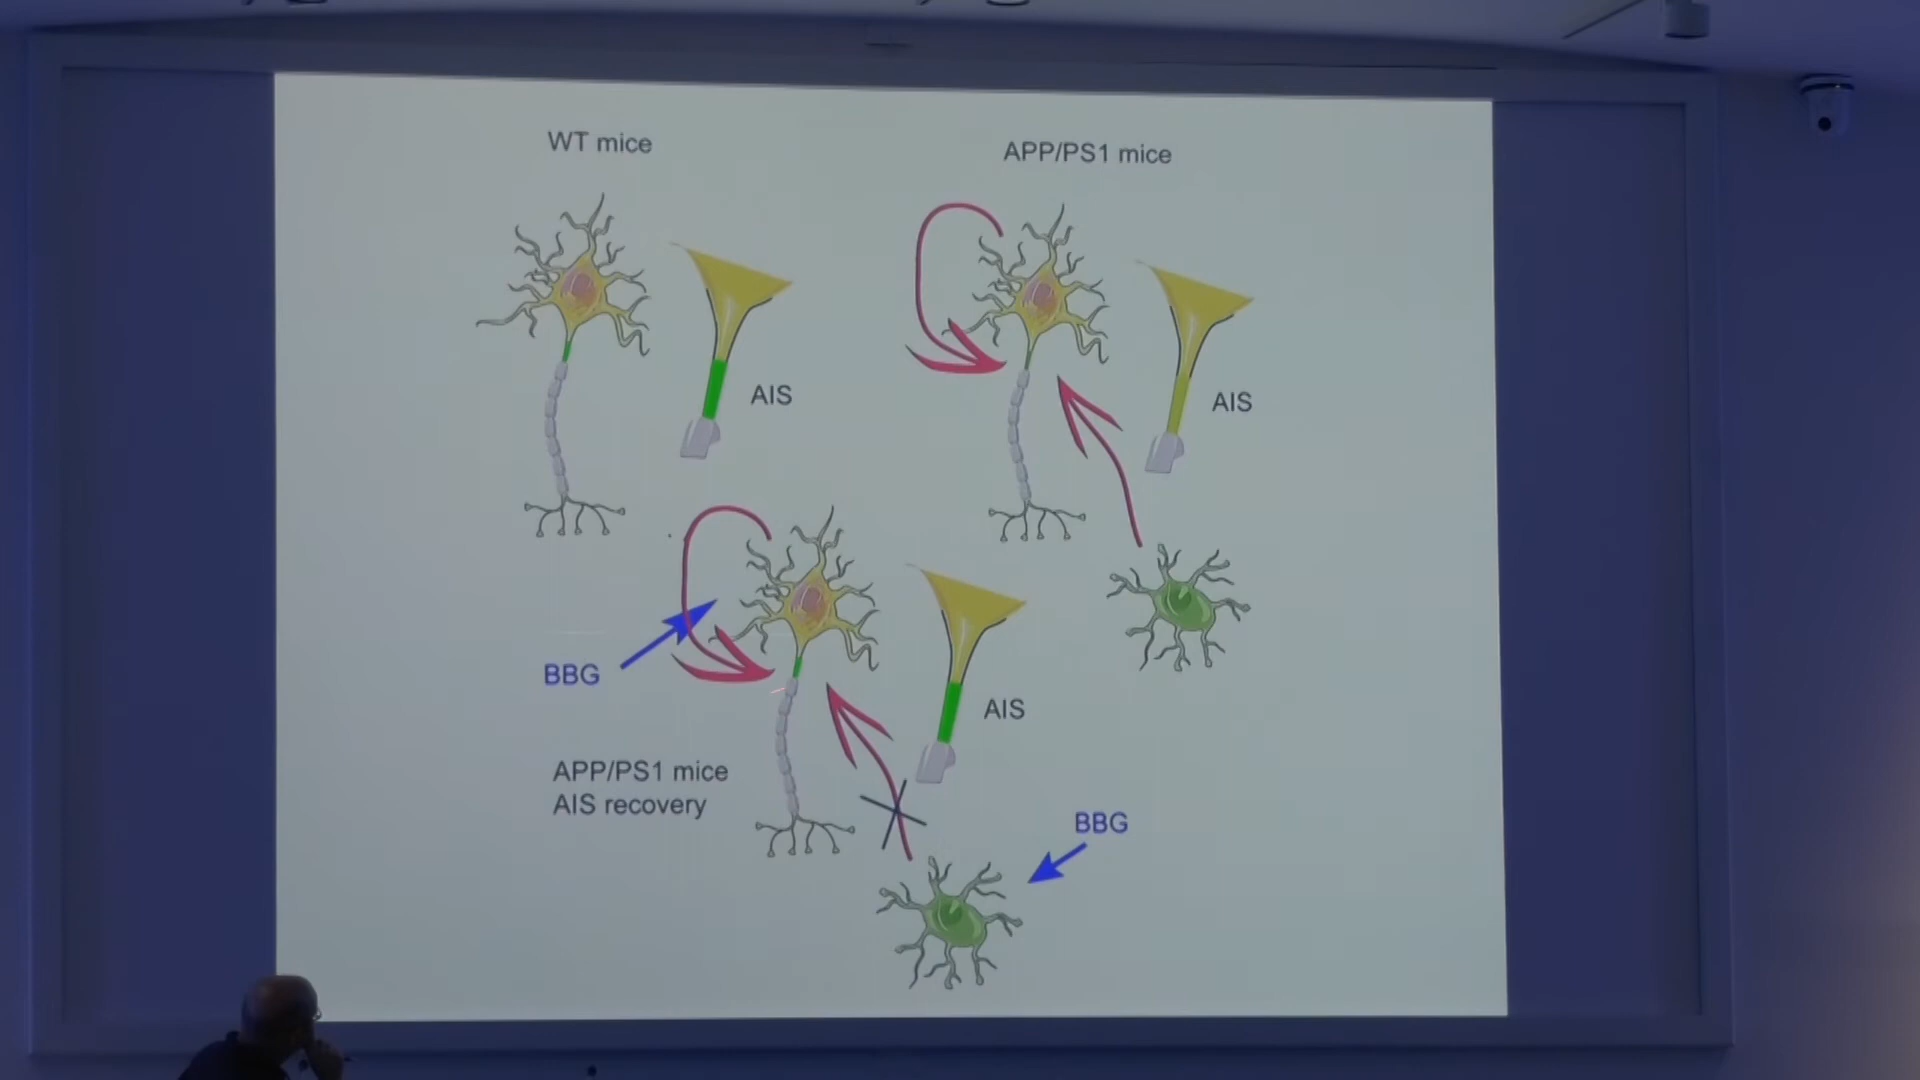 WT mice
APP/PS1 mice
AIS
AIS
BBG
AIS
APP/PS1 mice
AIS recovery
BBG